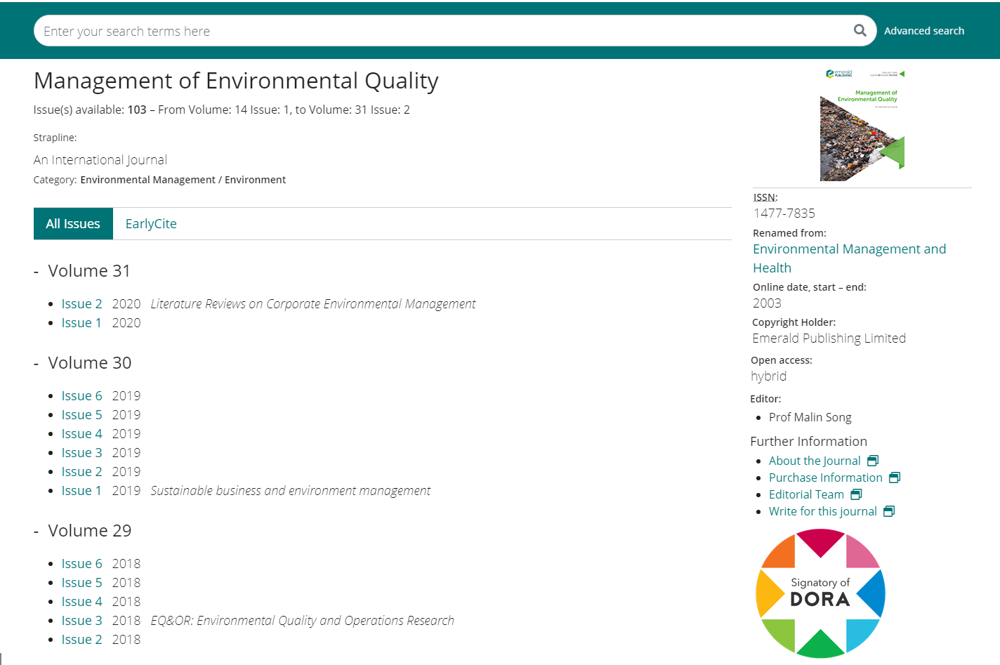 Enter your search terms here
Advanced search
Management of Environmental Quality
Issue(s) available: 103 – From Volume: 14 Issue: 1, to Volume: 31 Issue: 2
Strapline:
An International Journal
Category: Environmental Management / Environment
All Issues EarlyCite
- Volume 31
Issue 2 2020 Literature Reviews on Corporate Environmental Management
Issue 1 2020
- Volume 30
Issue 6 2019
Issue 5 2019
Issue 4 2019
Issue 3 2019
Issue 2 2019
Issue 1 2019 Sustainable business and environment management
- Volume 29
Issue 6 2018
Issue 5 2018
Issue 4 2018
Issue 3 2018 EQ&OR: Environmental Quality and Operations Research
Issue 2 2018
emerald
PUBLISHING
Management of
Environmental Quality
ISSN:
1477-7835
Renamed from:
Environmental Management and
Health
Online date, start – end:
2003
Copyright Holder:
Emerald Publishing Limited
Open access:
hybrid
Editor:
Prof Malin Song
Further Information
About the Journal
Purchase Information
Editorial Team
Write for this journal
Signatory of
DORA